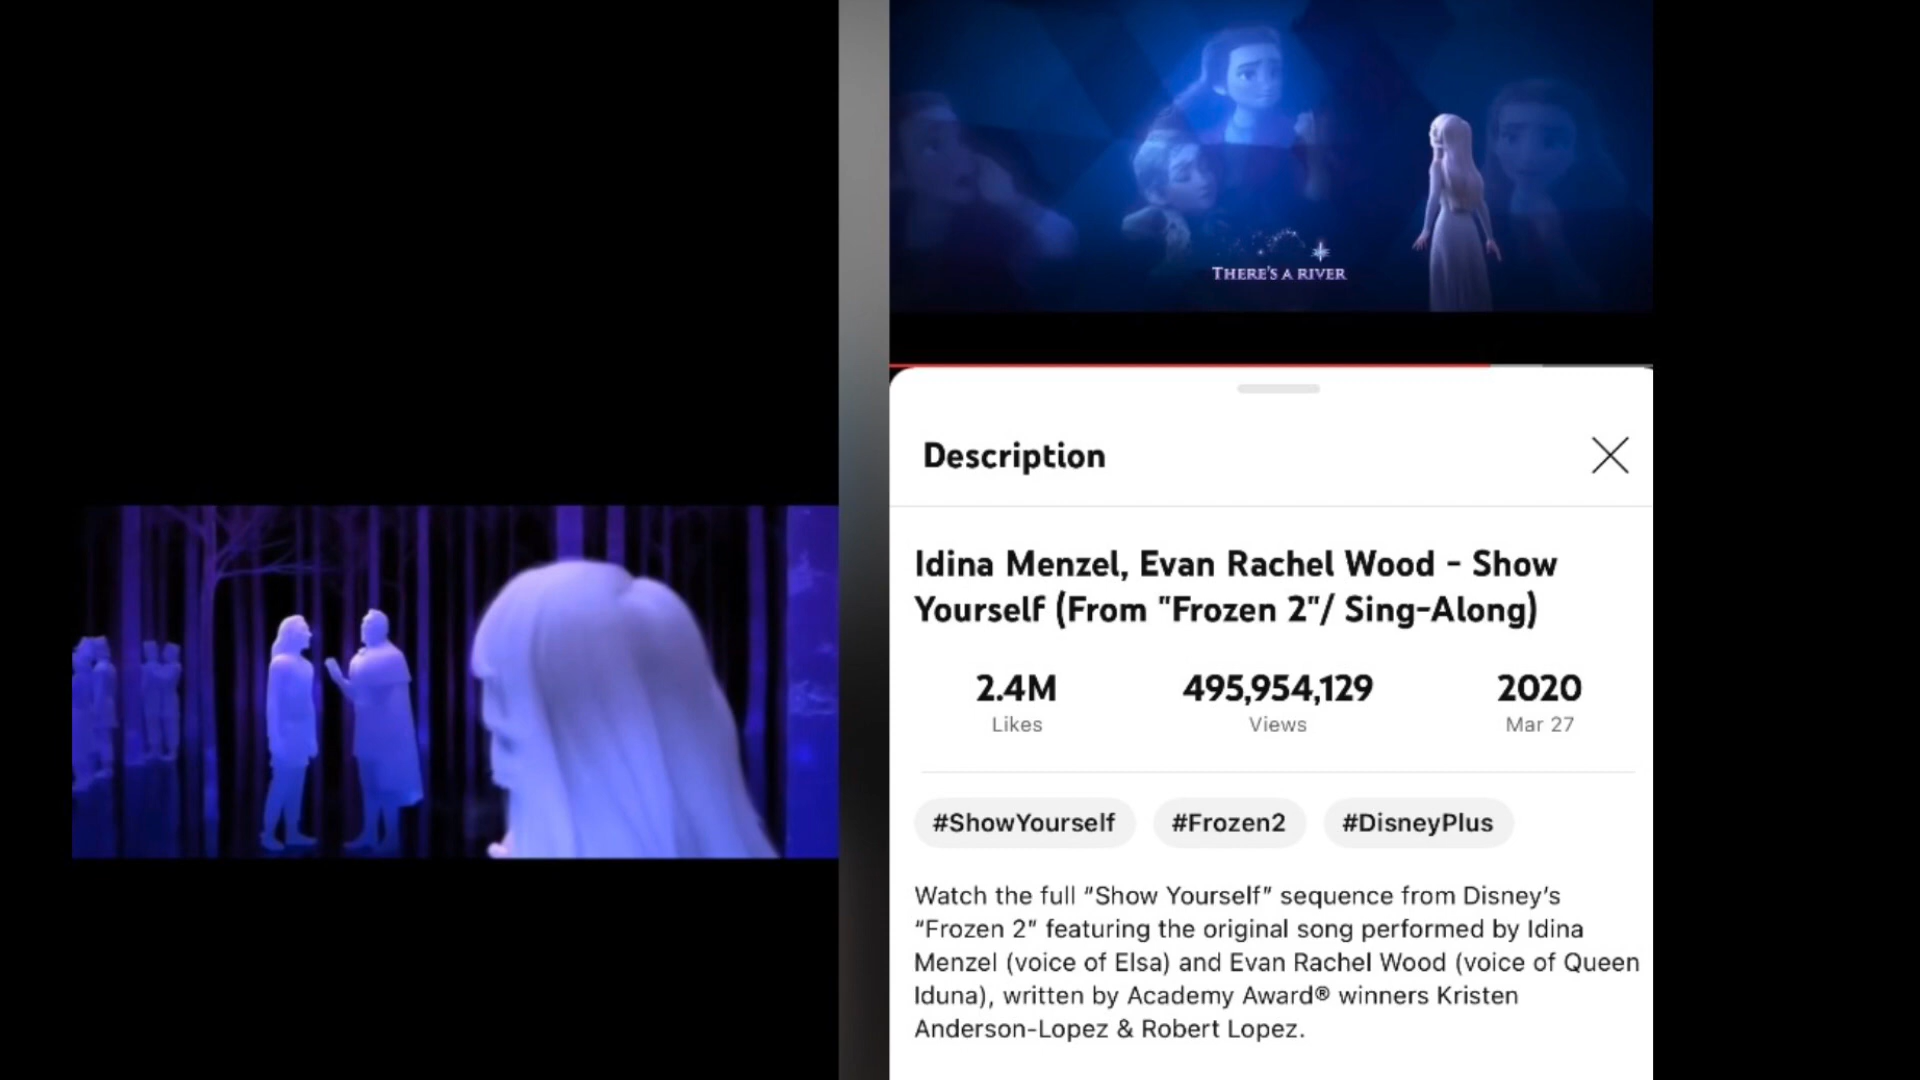 THERE'S A RIVER
Description
Idina Menzel, Evan Rachel Wood - Show
Yourself (From "Frozen 2"/ Sing-Along)
2.4M 495,954,129 2020
Likes Views Mar 27
#ShowYourself #Frozen2 #DisneyPlus
Watch the full “Show Yourself” sequence from Disney’s
“Frozen 2” featuring the original song performed by Idina
Menzel (voice of Elsa) and Evan Rachel Wood (voice of Queen
Iduna), written by Academy Award® winners Kristen
Anderson-Lopez & Robert Lopez.